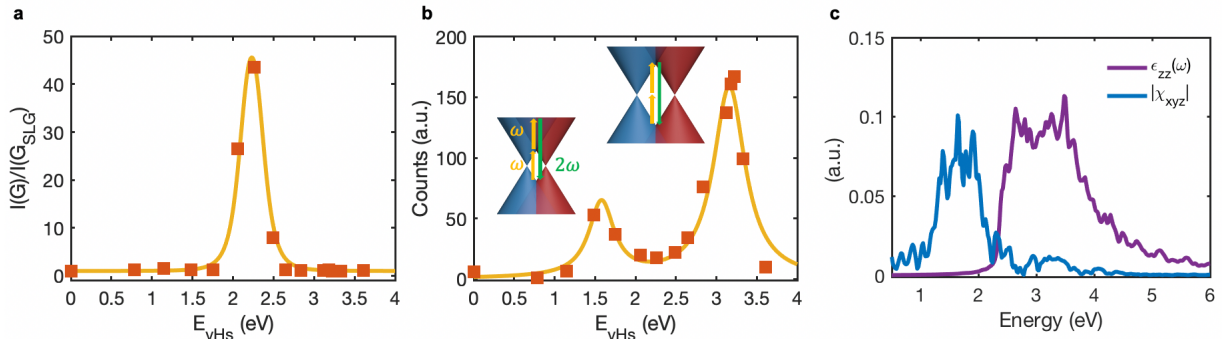 a
I(G)/I(G_SLG)
50
40
30
20
10
0
0 0.5 1 1.5 2 2.5 3 3.5 4
E_vHs (eV)
b
Counts (a.u.)
200
150
100
50
0
ω
ω 2ω
0 0.5 1 1.5 2 2.5 3 3.5 4
E_vHs (eV)
c
(a.u.)
0.15
0.1
0.05
0
ϵ_zz(ω)
|χ_xyz|
1 2 3 4 5 6
Energy (eV)